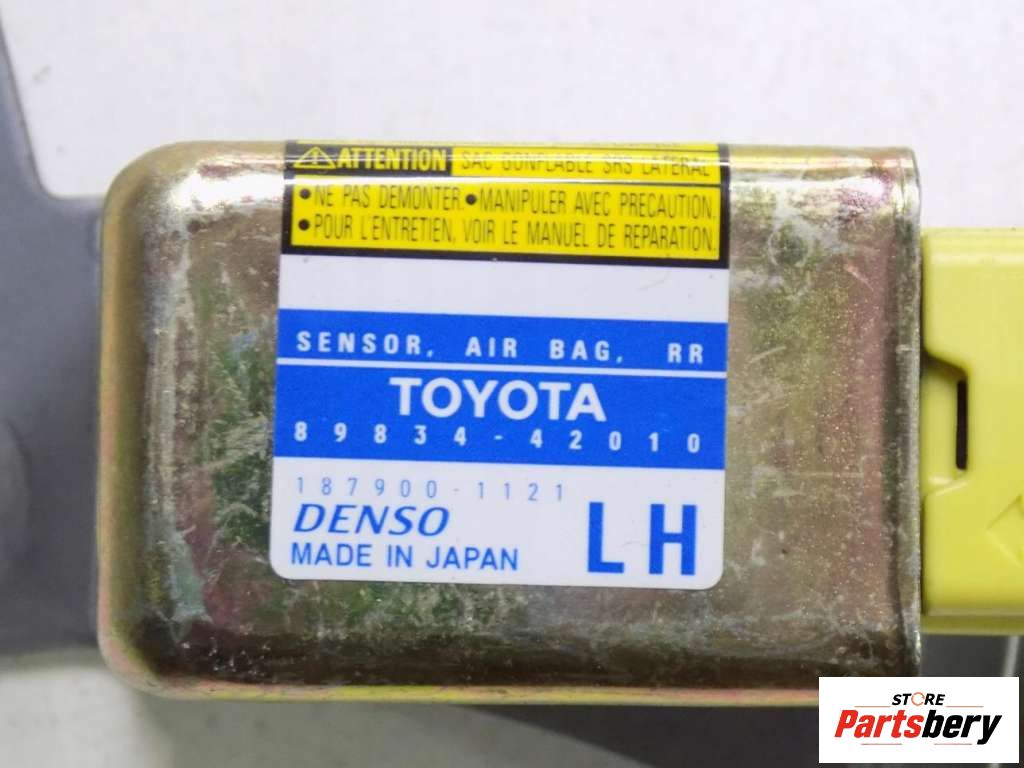 ATTENTION SAC GONFLABLE SRS LATERAL
•NE PAS DEMONTER •MANIPULER AVEC PRECAUTION.
•POUR L'ENTRETIEN, VOIR LE MANUEL DE REPARATION.
SENSOR, AIR BAG, RR
TOYOTA
89834-42010
187900-1121
DENSO
MADE IN JAPAN
LH
STORE
Partsbery